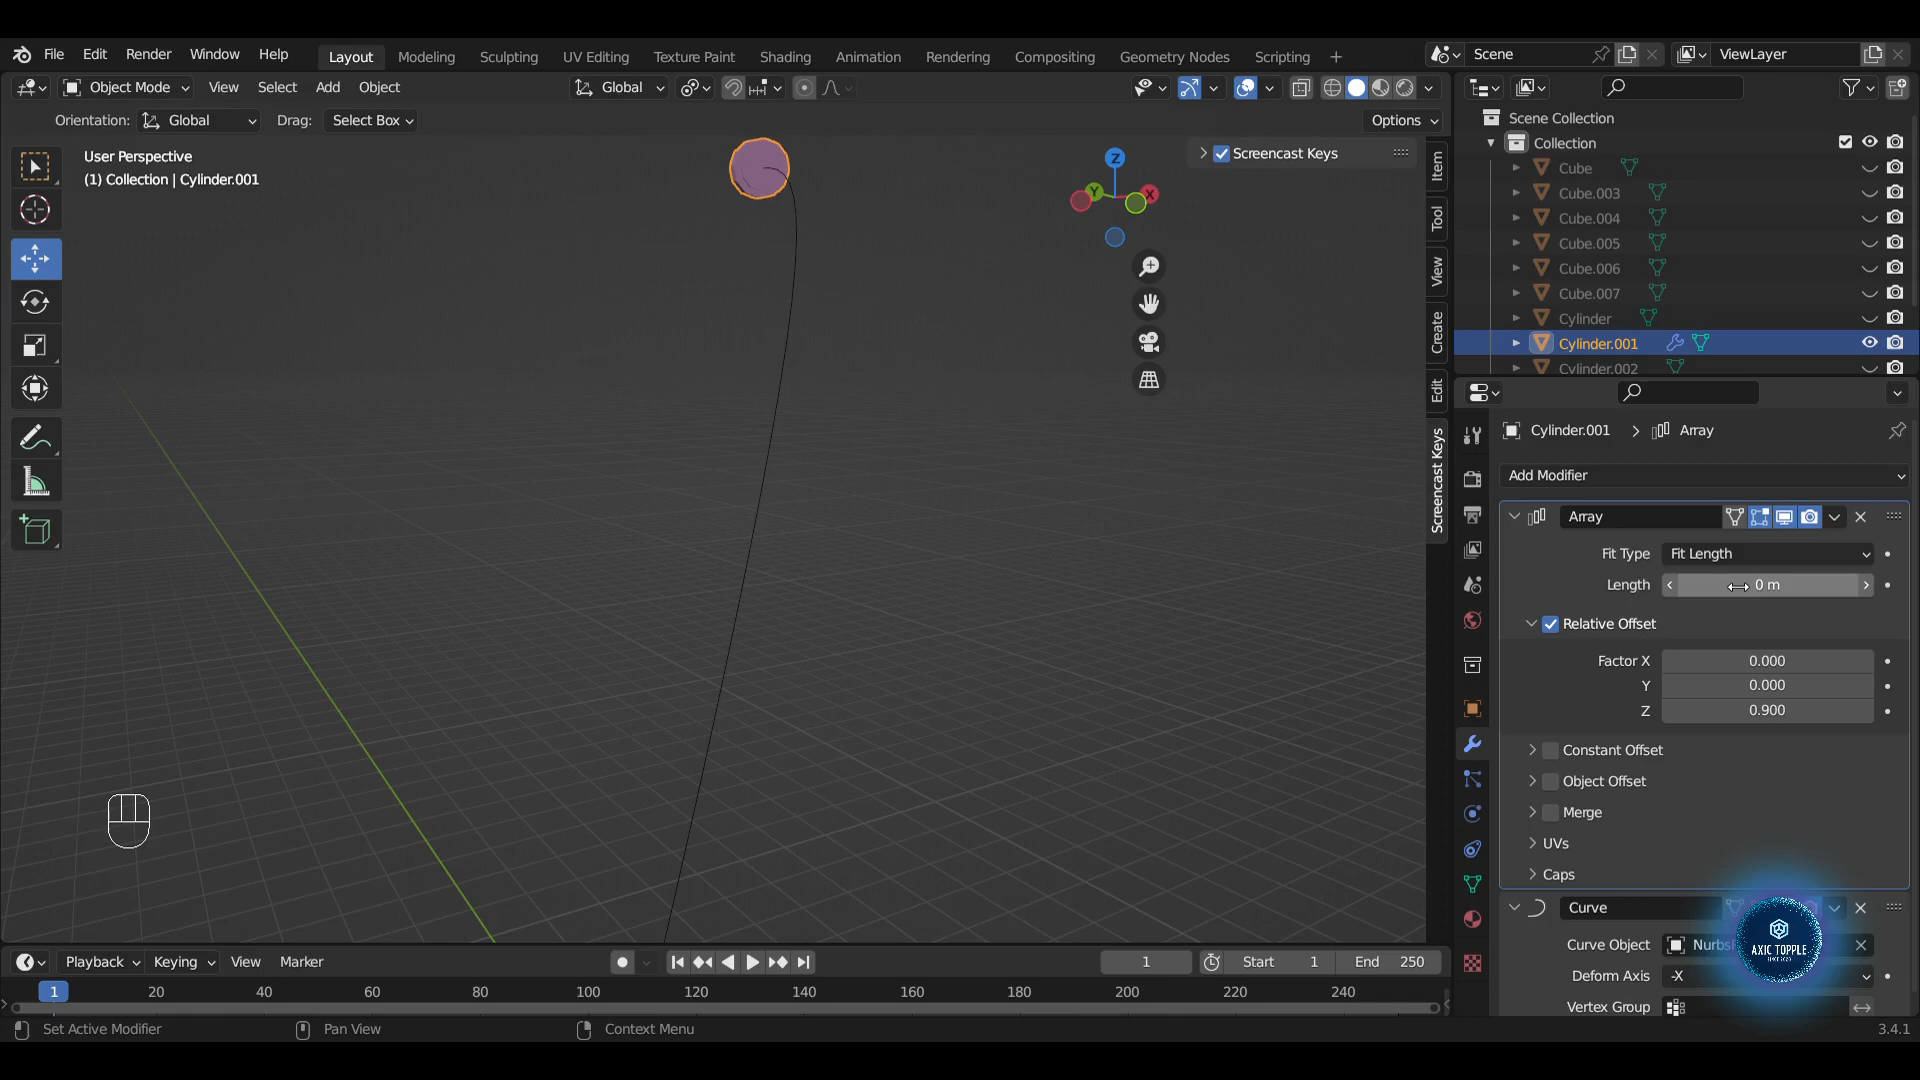 File Edit Render Window Help Layout Modeling Sculpting UV Editing Texture Paint Shading Animation Rendering Compositing Geometry Nodes Scripting + Scene ViewLayer
Object Mode View Select Add Object Global
Orientation: Global Drag: Select Box Options
User Perspective
(1) Collection | Cylinder.001
Screencast Keys
Z
Y
X
Item
Tool
View
Create
Edit
Screencast Keys
Scene Collection
Collection
Cube
Cube.003
Cube.004
Cube.005
Cube.006
Cube.007
Cylinder
Cylinder.001
Cylinder.002
Cylinder.001 > Array
Add Modifier
Array
Fit Type Fit Length
Length 0 m
Relative Offset
Factor X 0.000
Y 0.000
Z 0.900
Constant Offset
Object Offset
Merge
UVs
Caps
Curve
Curve Object
Deform Axis -X
Vertex Group
AXIC TOPPLE
Playback Keying View Marker 1 Start 1 End 250
1 20 40 60 80 100 120 140 160 180 200 220 240
Set Active Modifier Pan View Context Menu 3.4.1